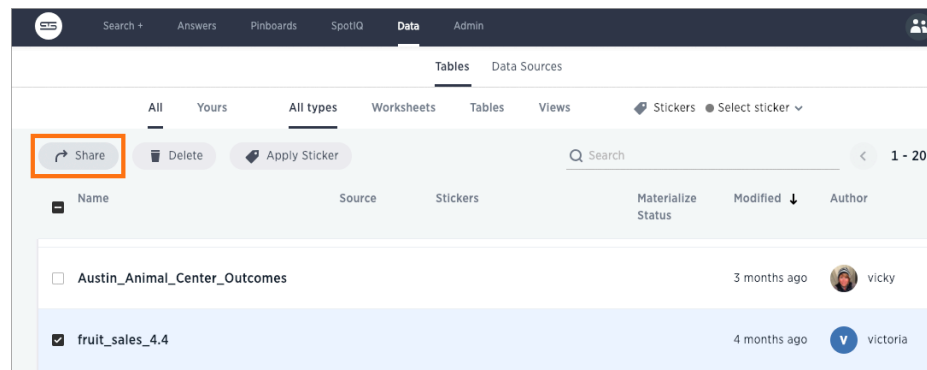 Search + Answers Pinboards SpotIQ Data Admin
Tables Data Sources
All Yours All types Worksheets Tables Views Stickers Select sticker
Share Delete Apply Sticker Search 1 - 20
Name Source Stickers Materialize Status Modified Author
Austin_Animal_Center_Outcomes 3 months ago vicky
fruit_sales_4.4 4 months ago V victoria